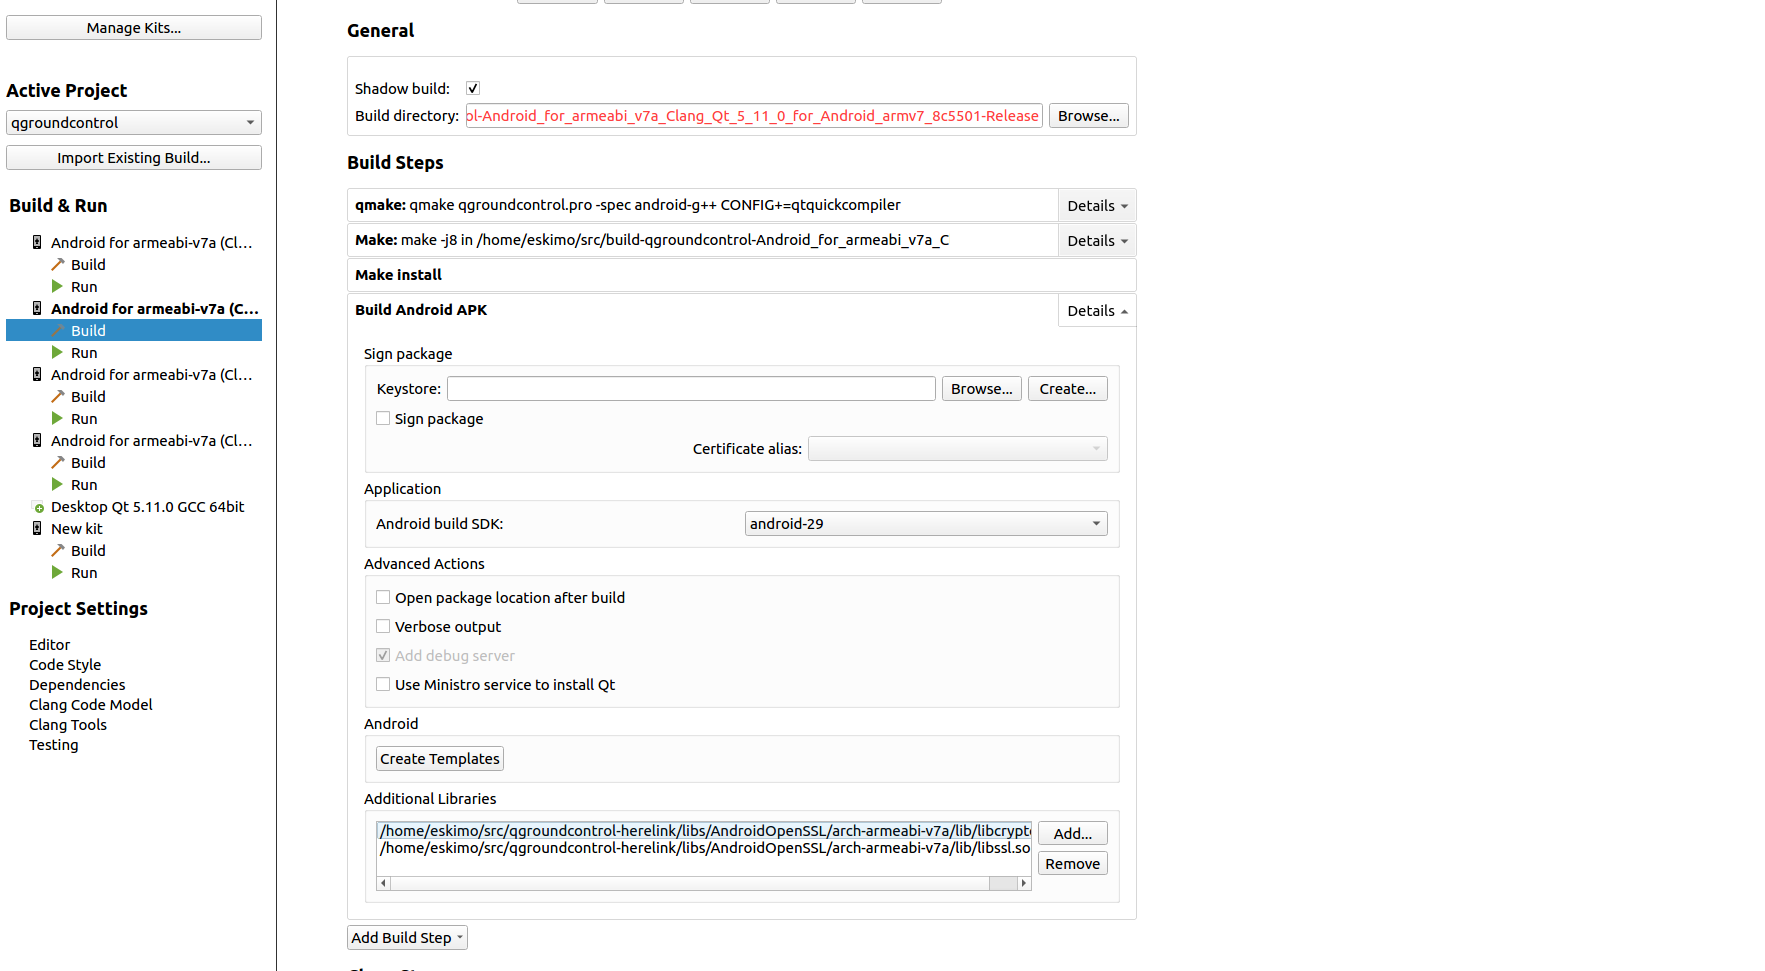 Manage Kits...
Active Project
qgroundcontrol
Import Existing Build...
Build & Run
Android for armeabi-v7a (Cl...
Build
Run
Android for armeabi-v7a (C...
Build
Run
Android for armeabi-v7a (Cl...
Build
Run
Android for armeabi-v7a (Cl...
Build
Run
Desktop Qt 5.11.0 GCC 64bit
New kit
Build
Run
Project Settings
Editor
Code Style
Dependencies
Clang Code Model
Clang Tools
Testing
General
Shadow build:
Build directory: ol-Android_for_armeabi_v7a_Clang_Qt_5_11_0_for_Android_armv7_8c5501-Release Browse...
Build Steps
qmake: qmake qgroundcontrol.pro -spec android-g++ CONFIG+=qtquickcompiler Details
Make: make -j8 in /home/eskimo/src/build-qgroundcontrol-Android_for_armeabi_v7a_C Details
Make install
Build Android APK Details
Sign package
Keystore: Browse... Create...
Sign package
Certificate alias:
Application
Android build SDK: android-29
Advanced Actions
Open package location after build
Verbose output
Add debug server
Use Ministro service to install Qt
Android
Create Templates
Additional Libraries
/home/eskimo/src/qgroundcontrol-herelink/libs/AndroidOpenSSL/arch-armeabi-v7a/lib/libcrypto Add...
/home/eskimo/src/qgroundcontrol-herelink/libs/AndroidOpenSSL/arch-armeabi-v7a/lib/libssl.so
Remove
Add Build Step